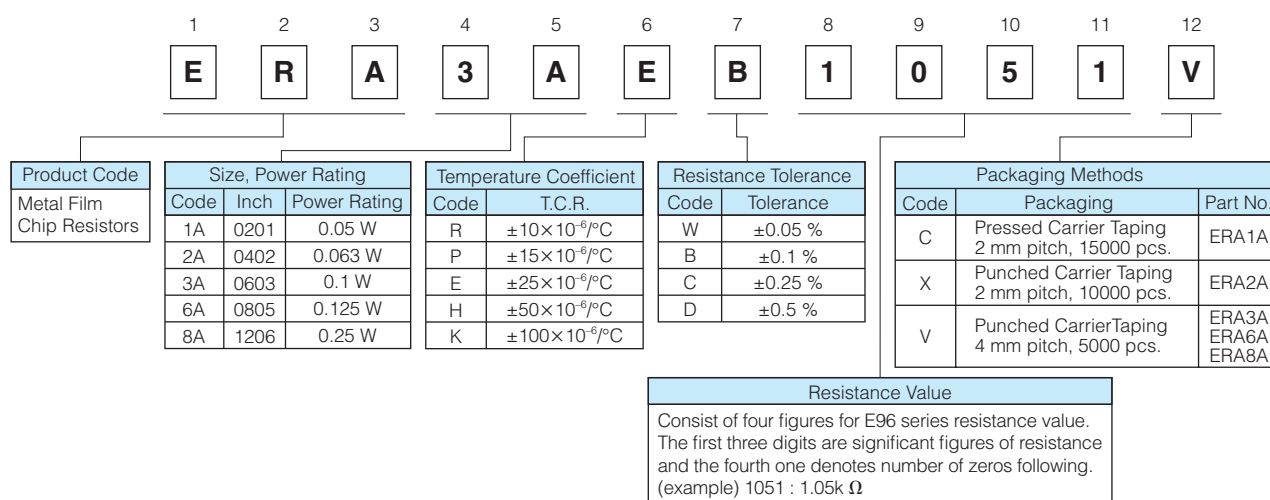 1 2 3 4 5 6 7 8 9 10 11 12
E R A 3 A E B 1 0 5 1 V
Product Code
Metal Film
Chip Resistors
Size, Power Rating
Code Inch Power Rating
1A 0201 0.05 W
2A 0402 0.063 W
3A 0603 0.1 W
6A 0805 0.125 W
8A 1206 0.25 W
Temperature Coefficient
Code T.C.R.
R ±10×10⁻⁶/°C
P ±15×10⁻⁶/°C
E ±25×10⁻⁶/°C
H ±50×10⁻⁶/°C
K ±100×10⁻⁶/°C
Resistance Tolerance
Code Tolerance
W ±0.05 %
B ±0.1 %
C ±0.25 %
D ±0.5 %
Packaging Methods
Code Packaging Part No.
C Pressed Carrier Taping
2 mm pitch, 15000 pcs. ERA1A
X Punched Carrier Taping
2 mm pitch, 10000 pcs. ERA2A
V Punched CarrierTaping
4 mm pitch, 5000 pcs. ERA3A
ERA6A
ERA8A
Resistance Value
Consist of four figures for E96 series resistance value.
The first three digits are significant figures of resistance
and the fourth one denotes number of zeros following.
(example) 1051 : 1.05k Ω